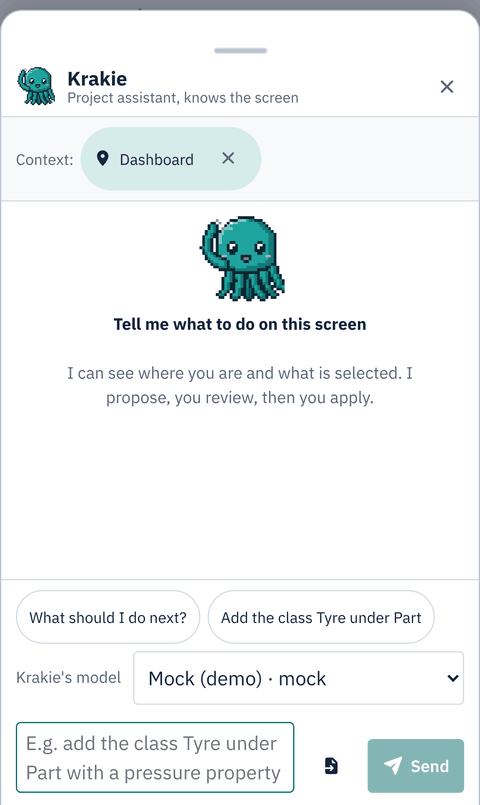 Krakie
Project assistant, knows the screen
Context:
Dashboard
Tell me what to do on this screen
I can see where you are and what is selected. I
propose, you review, then you apply.
What should I do next?
Add the class Tyre under Part
Krakie's model
Mock (demo) · mock
E.g. add the class Tyre under
Part with a pressure property
Send